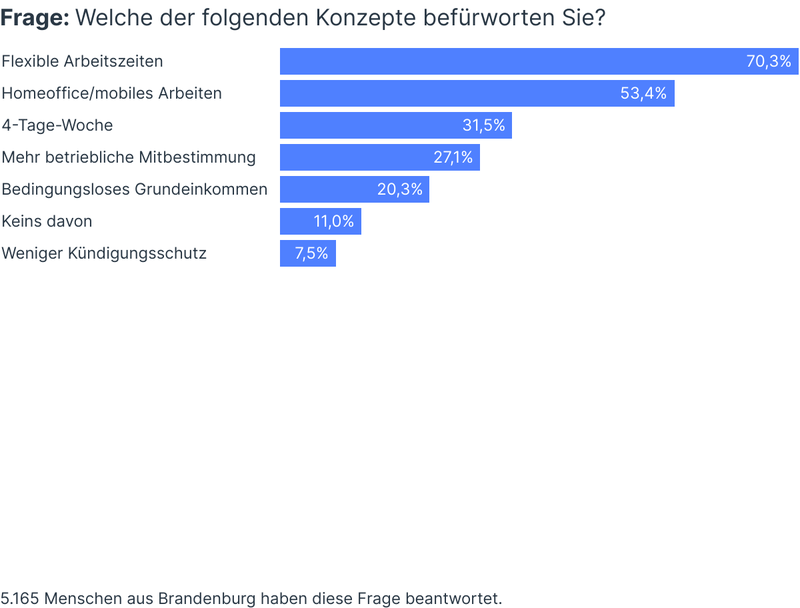 Frage: Welche der folgenden Konzepte befürworten Sie?
Flexible Arbeitszeiten 70,3%
Homeoffice/mobiles Arbeiten 53,4%
4-Tage-Woche 31,5%
Mehr betriebliche Mitbestimmung 27,1%
Bedingungsloses Grundeinkommen 20,3%
Keins davon 11,0%
Weniger Kündigungsschutz 7,5%
5.165 Menschen aus Brandenburg haben diese Frage beantwortet.